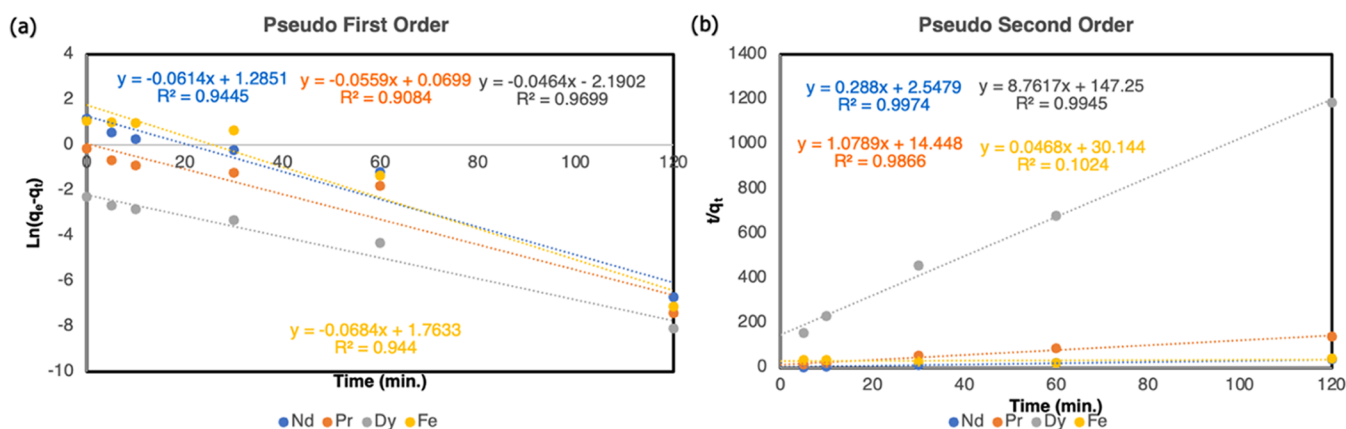 (a)
Pseudo First Order
4
2
0
-2
-4
-6
-8
-10
0
20
40
60
80
100
120
Ln(qe-qt)
y = -0.0614x + 1.2851
R² = 0.9445
y = -0.0559x + 0.0699
R² = 0.9084
y = -0.0464x - 2.1902
R² = 0.9699
y = -0.0684x + 1.7633
R² = 0.944
Time (min.)
Nd Pr Dy Fe
(b)
Pseudo Second Order
1400
1200
1000
800
600
400
200
0
0
20
40
60
80
100
120
t/qt
y = 0.288x + 2.5479
R² = 0.9974
y = 8.7617x + 147.25
R² = 0.9945
y = 1.0789x + 14.448
R² = 0.9866
y = 0.0468x + 30.144
R² = 0.1024
Time (min.)
Nd Pr Dy Fe